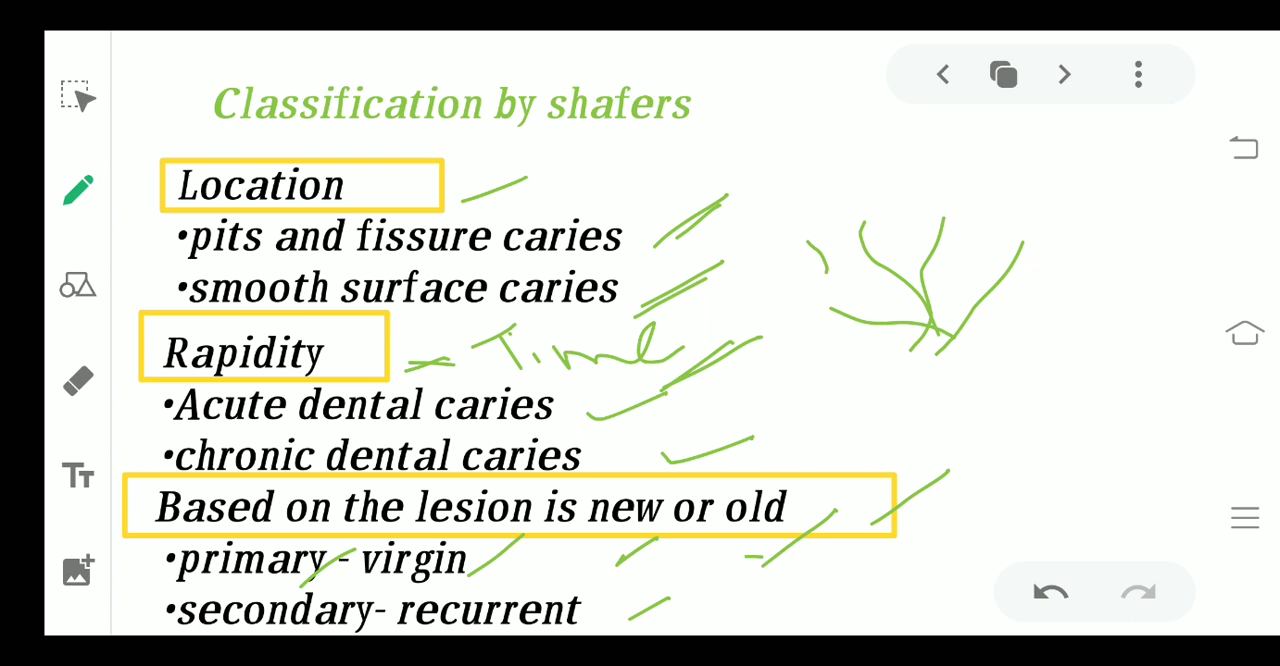 Classification by shafers
Location
•pits and fissure caries
•smooth surface caries
Rapidity = Time
•Acute dental caries
•chronic dental caries
Based on the lesion is new or old
•primary - virgin
•secondary- recurrent
TT